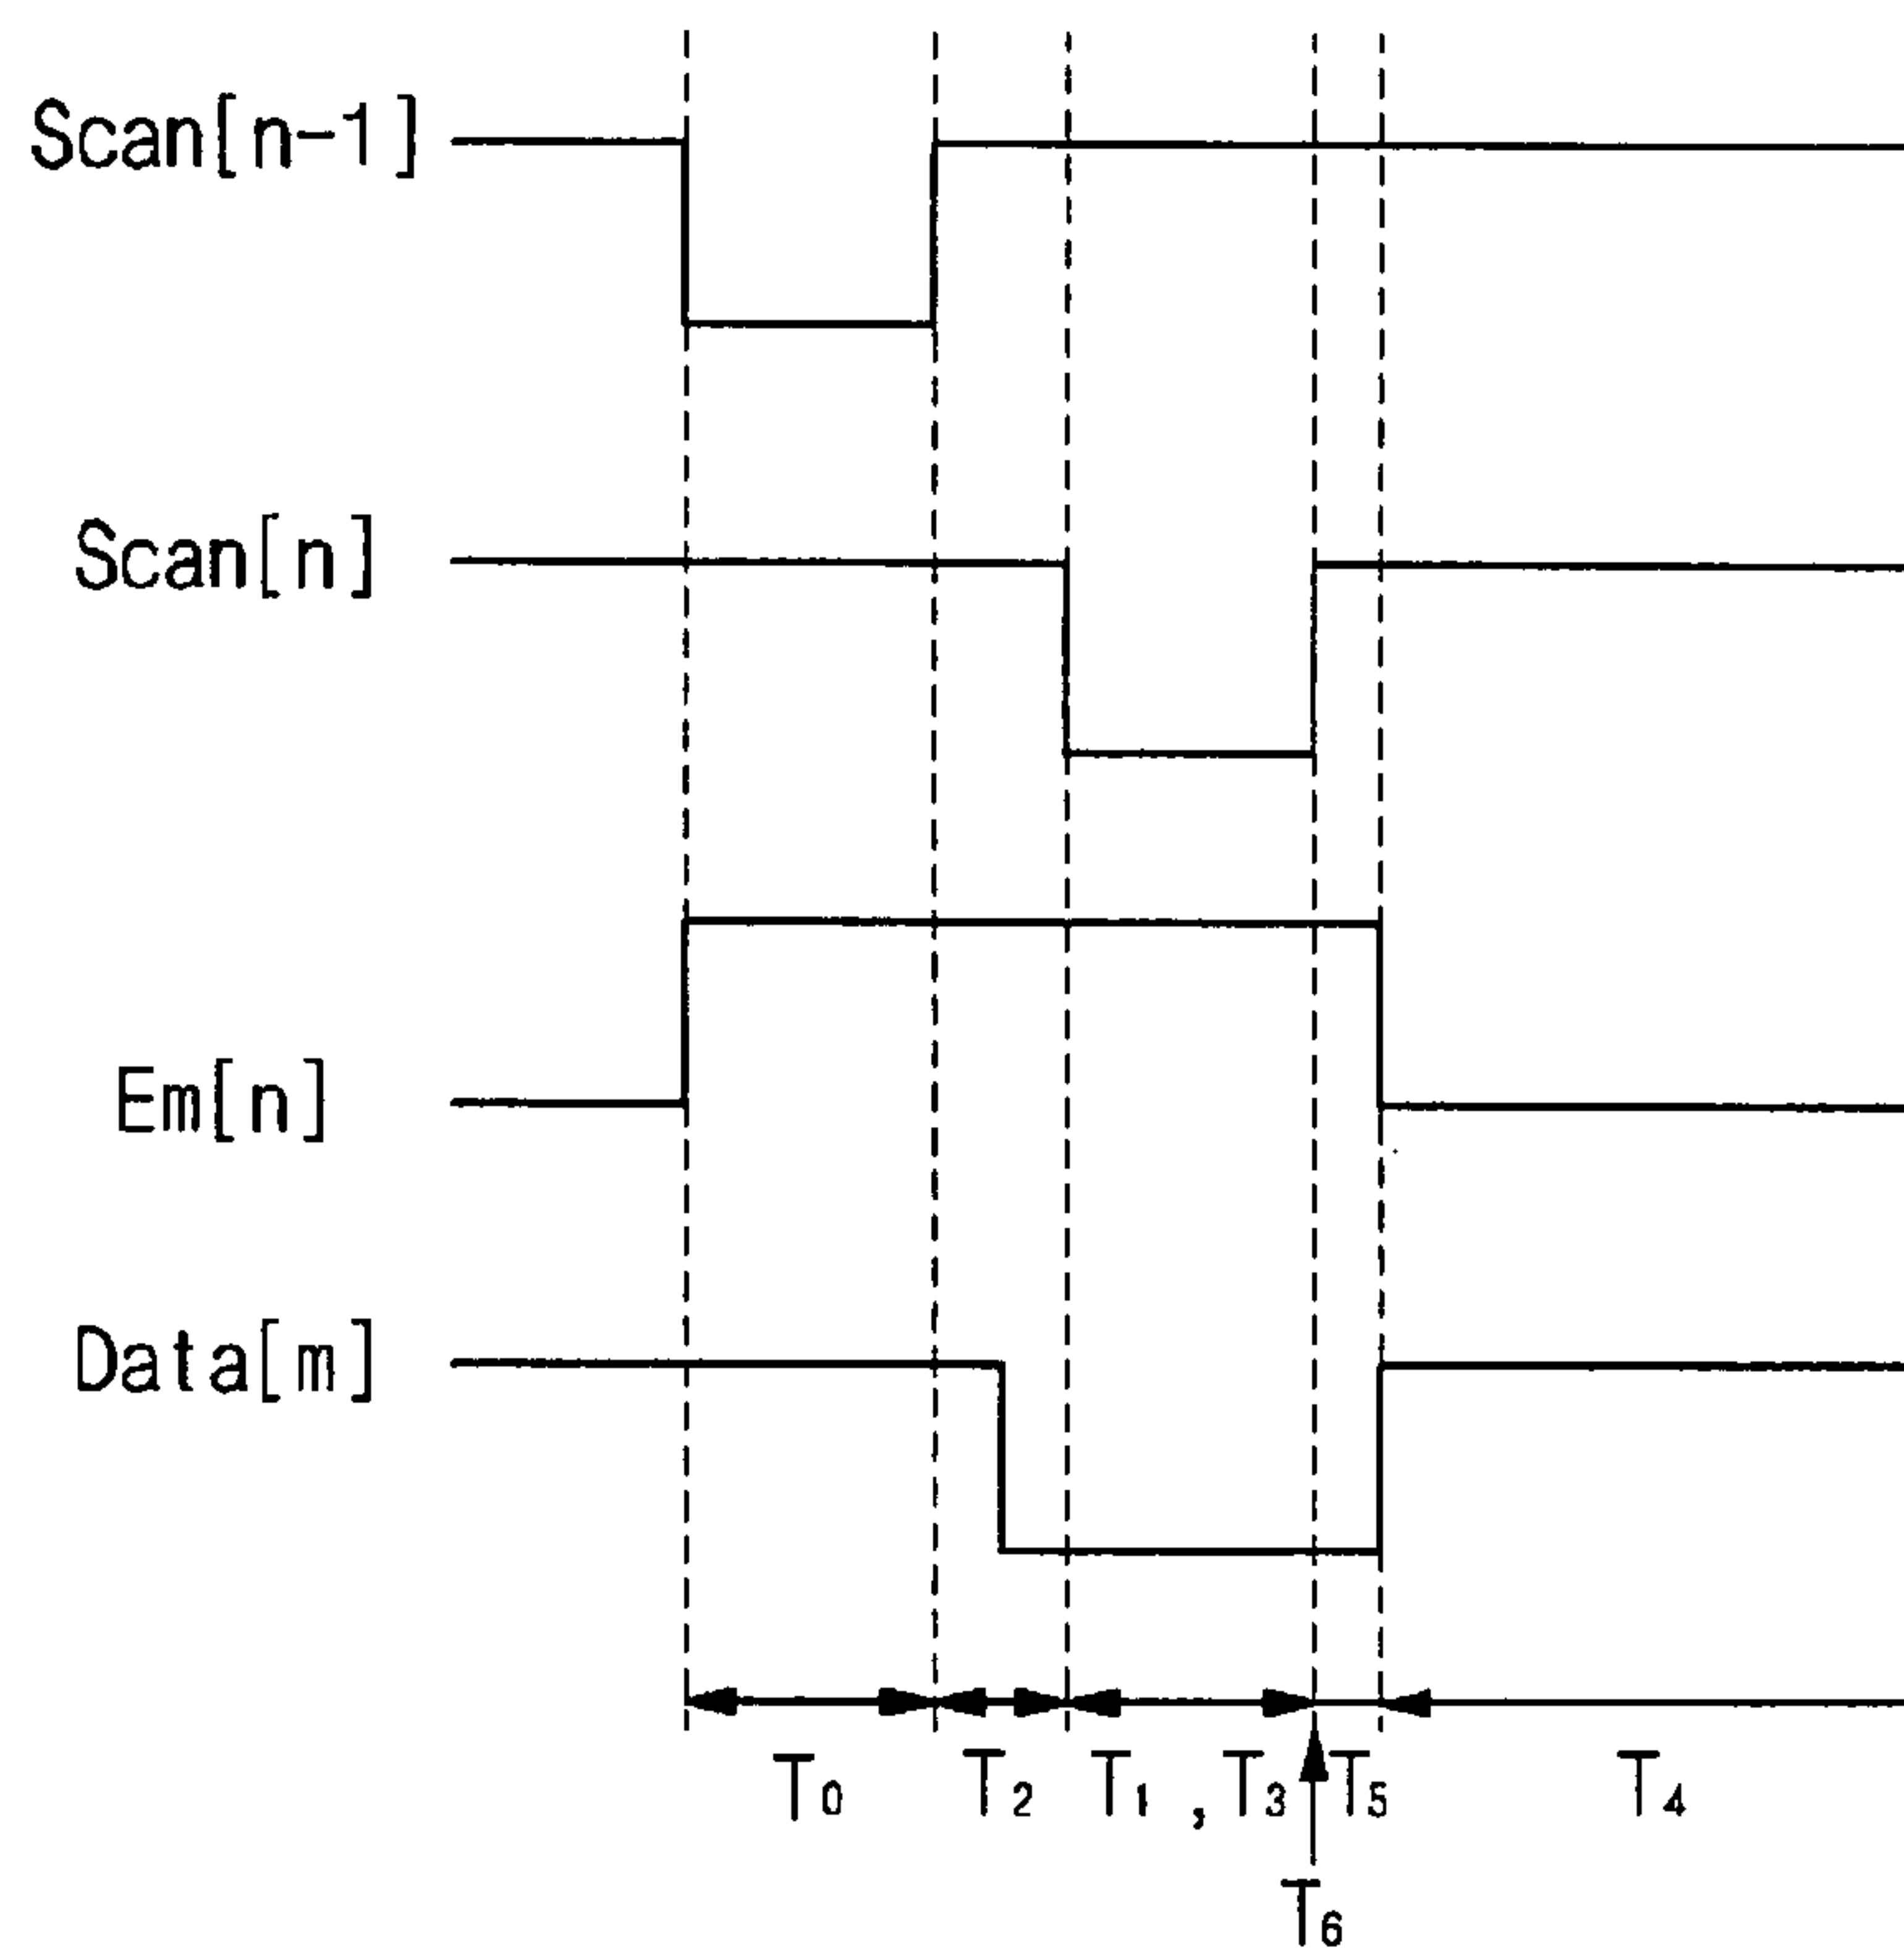 Scan[n-1]
Scan[n]
Em[n]
Data[m]
T0 T2 T1 ,T3 T5 T4
T6